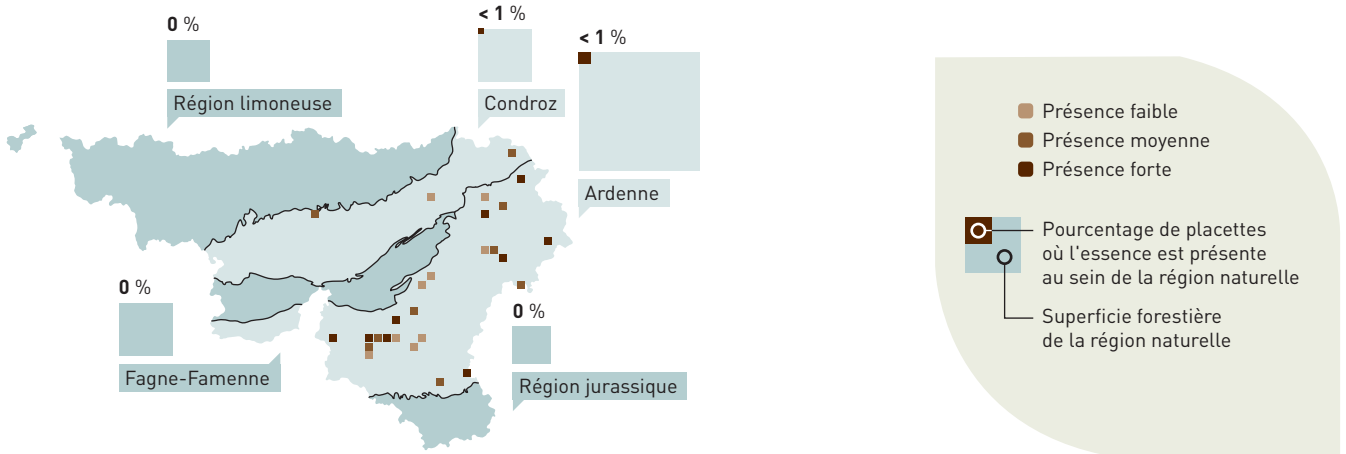 0 %
Région limoneuse
< 1 %
Condroz
< 1 %
Ardenne
0 %
Fagne-Famenne
0 %
Région jurassique
Présence faible
Présence moyenne
Présence forte
Pourcentage de placettes
où l'essence est présente
au sein de la région naturelle
Superficie forestière
de la région naturelle